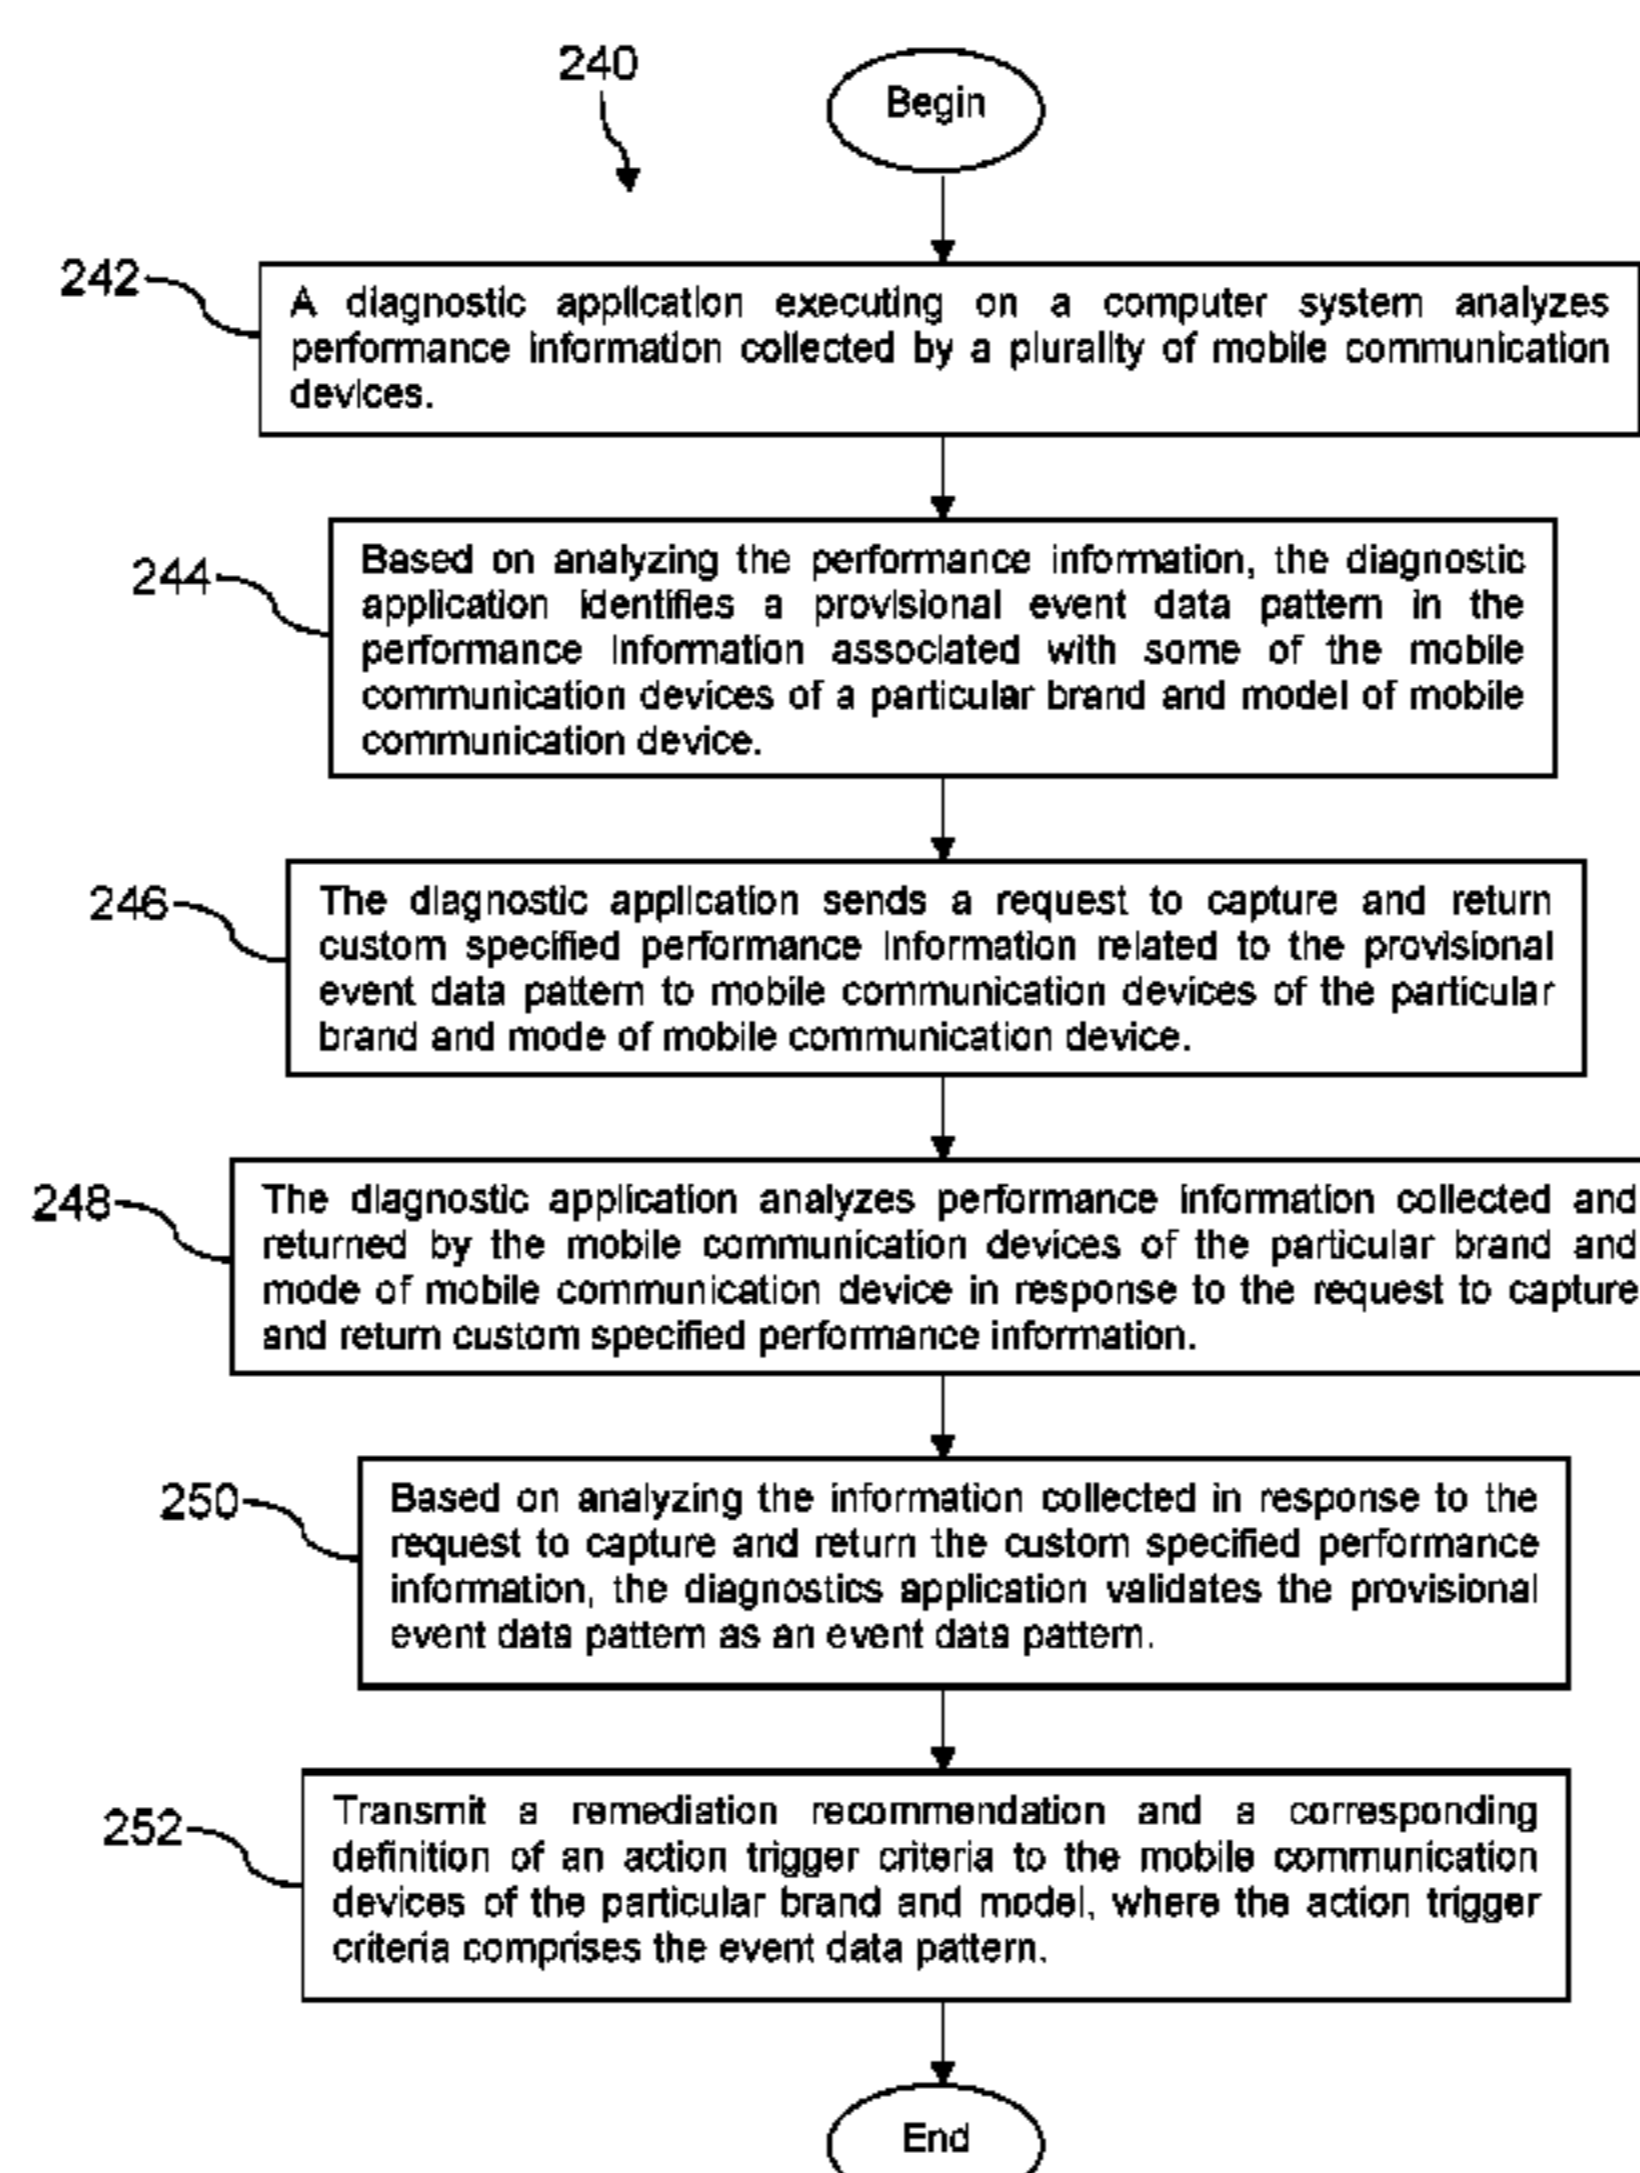 240
Begin
242
A diagnostic application executing on a computer system analyzes
performance information collected by a plurality of mobile communication
devices.
244
Based on analyzing the performance information, the diagnostic
application identifies a provisional event data pattern in the
performance information associated with some of the mobile
communication devices of a particular brand and model of mobile
communication device.
246
The diagnostic application sends a request to capture and return
custom specified performance information related to the provisional
event data pattern to mobile communication devices of the particular
brand and mode of mobile communication device.
248
The diagnostic application analyzes performance information collected and
returned by the mobile communication devices of the particular brand and
mode of mobile communication device in response to the request to capture
and return custom specified performance information.
250
Based on analyzing the information collected in response to the
request to capture and return the custom specified performance
information, the diagnostics application validates the provisional
event data pattern as an event data pattern.
252
Transmit a remediation recommendation and a corresponding
definition of an action trigger criteria to the mobile communication
devices of the particular brand and model, where the action trigger
criteria comprises the event data pattern.
End